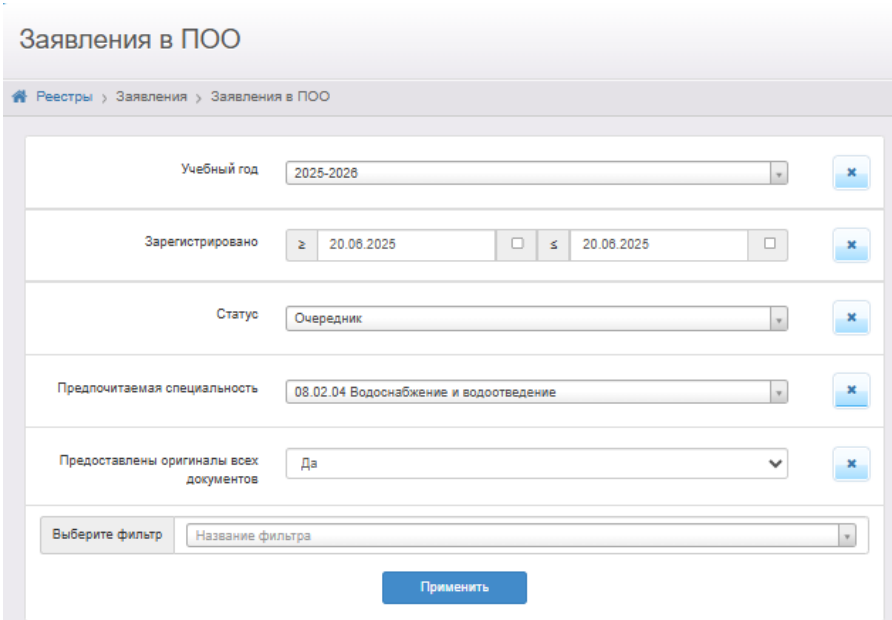 Заявления в ПОО
Реестры > Заявления > Заявления в ПОО
Учебный год 2025-2026
Зарегистрировано ≥ 20.06.2025 ≤ 20.06.2025
Статус Очередник
Предпочитаемая специальность 08.02.04 Водоснабжение и водоотведение
Предоставлены оригиналы всех Да
документов
Выберите фильтр Название фильтра
Применить